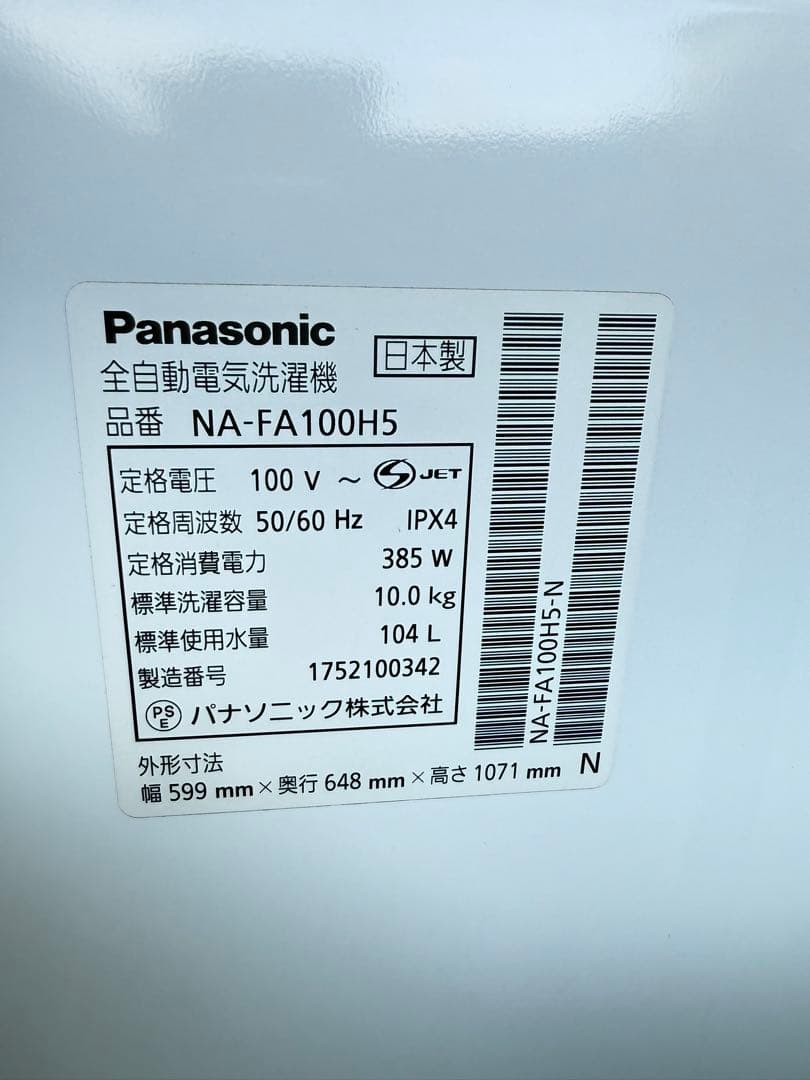 Panasonic
全自動電気洗濯機 日本製
品番 NA-FA100H5
定格電圧 100 V ～ S JET
定格周波数 50/60 Hz IPX4
定格消費電力 385 W
標準洗濯容量 10.0 kg
標準使用水量 104 L
製造番号 1752100342
PSE パナソニック株式会社
外形寸法
幅 599 mm × 奥行 648 mm × 高さ 1071 mm N
NA-FA100H5-N